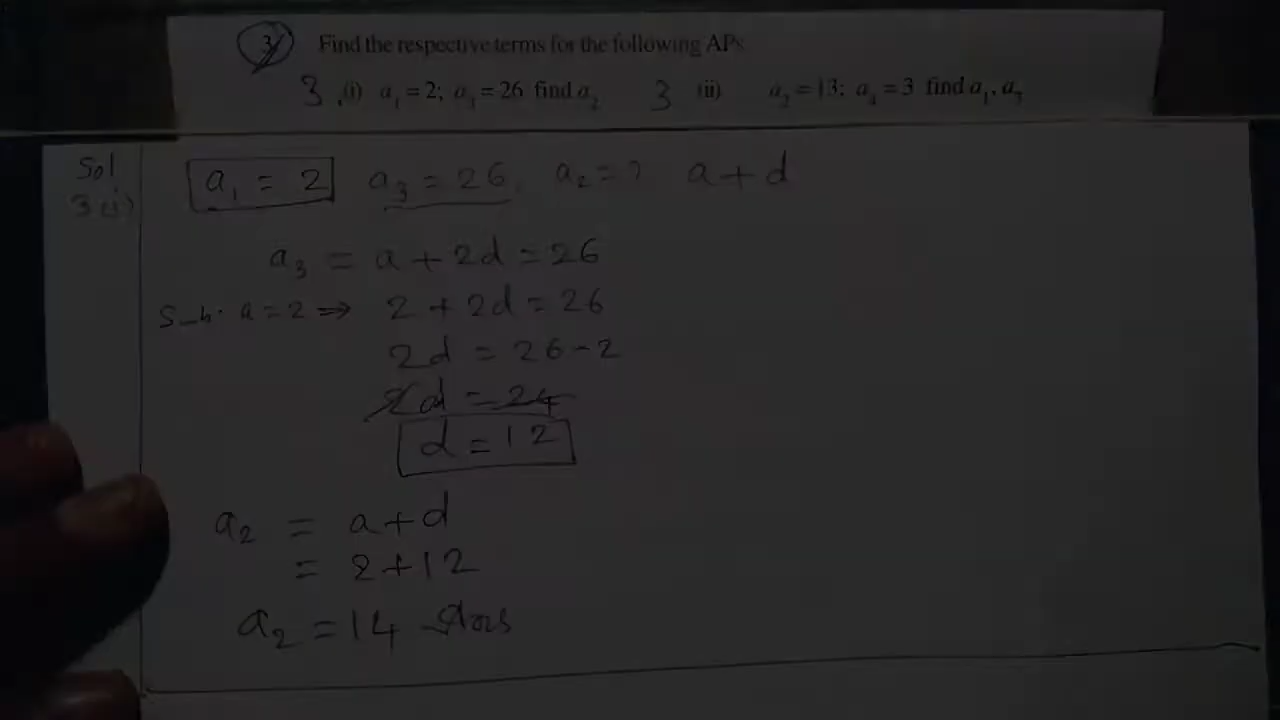 3 Find the respective terms for the following APs.
3. (i) a₁ = 2; a₃ = 26 find a₂ 3 (ii) a₂ = 13; a₄ = 3 find a₁, a₃
Sol
3(i)
a₁ = 2 a₃ = 26, a₂ = ? a + d
a₃ = a + 2d = 26
Sub. a = 2 ⇒ 2 + 2d = 26
2d = 26 - 2
2d = 24
d = 12
a₂ = a + d
= 2 + 12
a₂ = 14 Ans